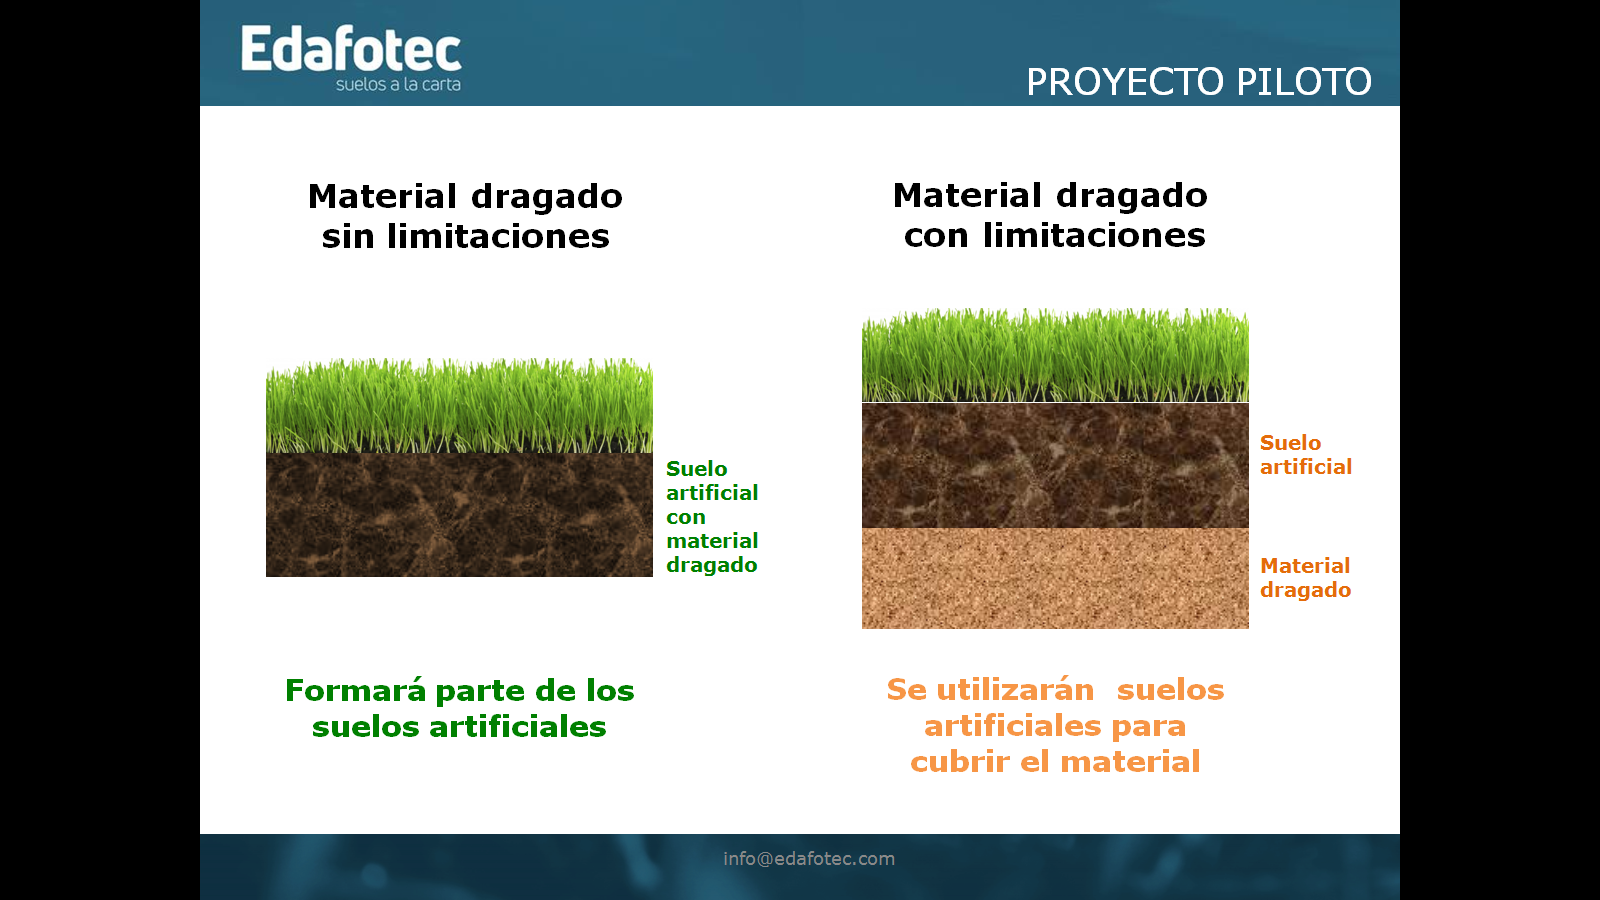 Edafotec
suelos a la carta
PROYECTO PILOTO
Material dragado
sin limitaciones
Suelo
artificial
con
material
dragado
Formará parte de los
suelos artificiales
Material dragado
con limitaciones
Suelo
artificial
Material
dragado
Se utilizarán  suelos
artificiales para
cubrir el material
info@edafotec.com